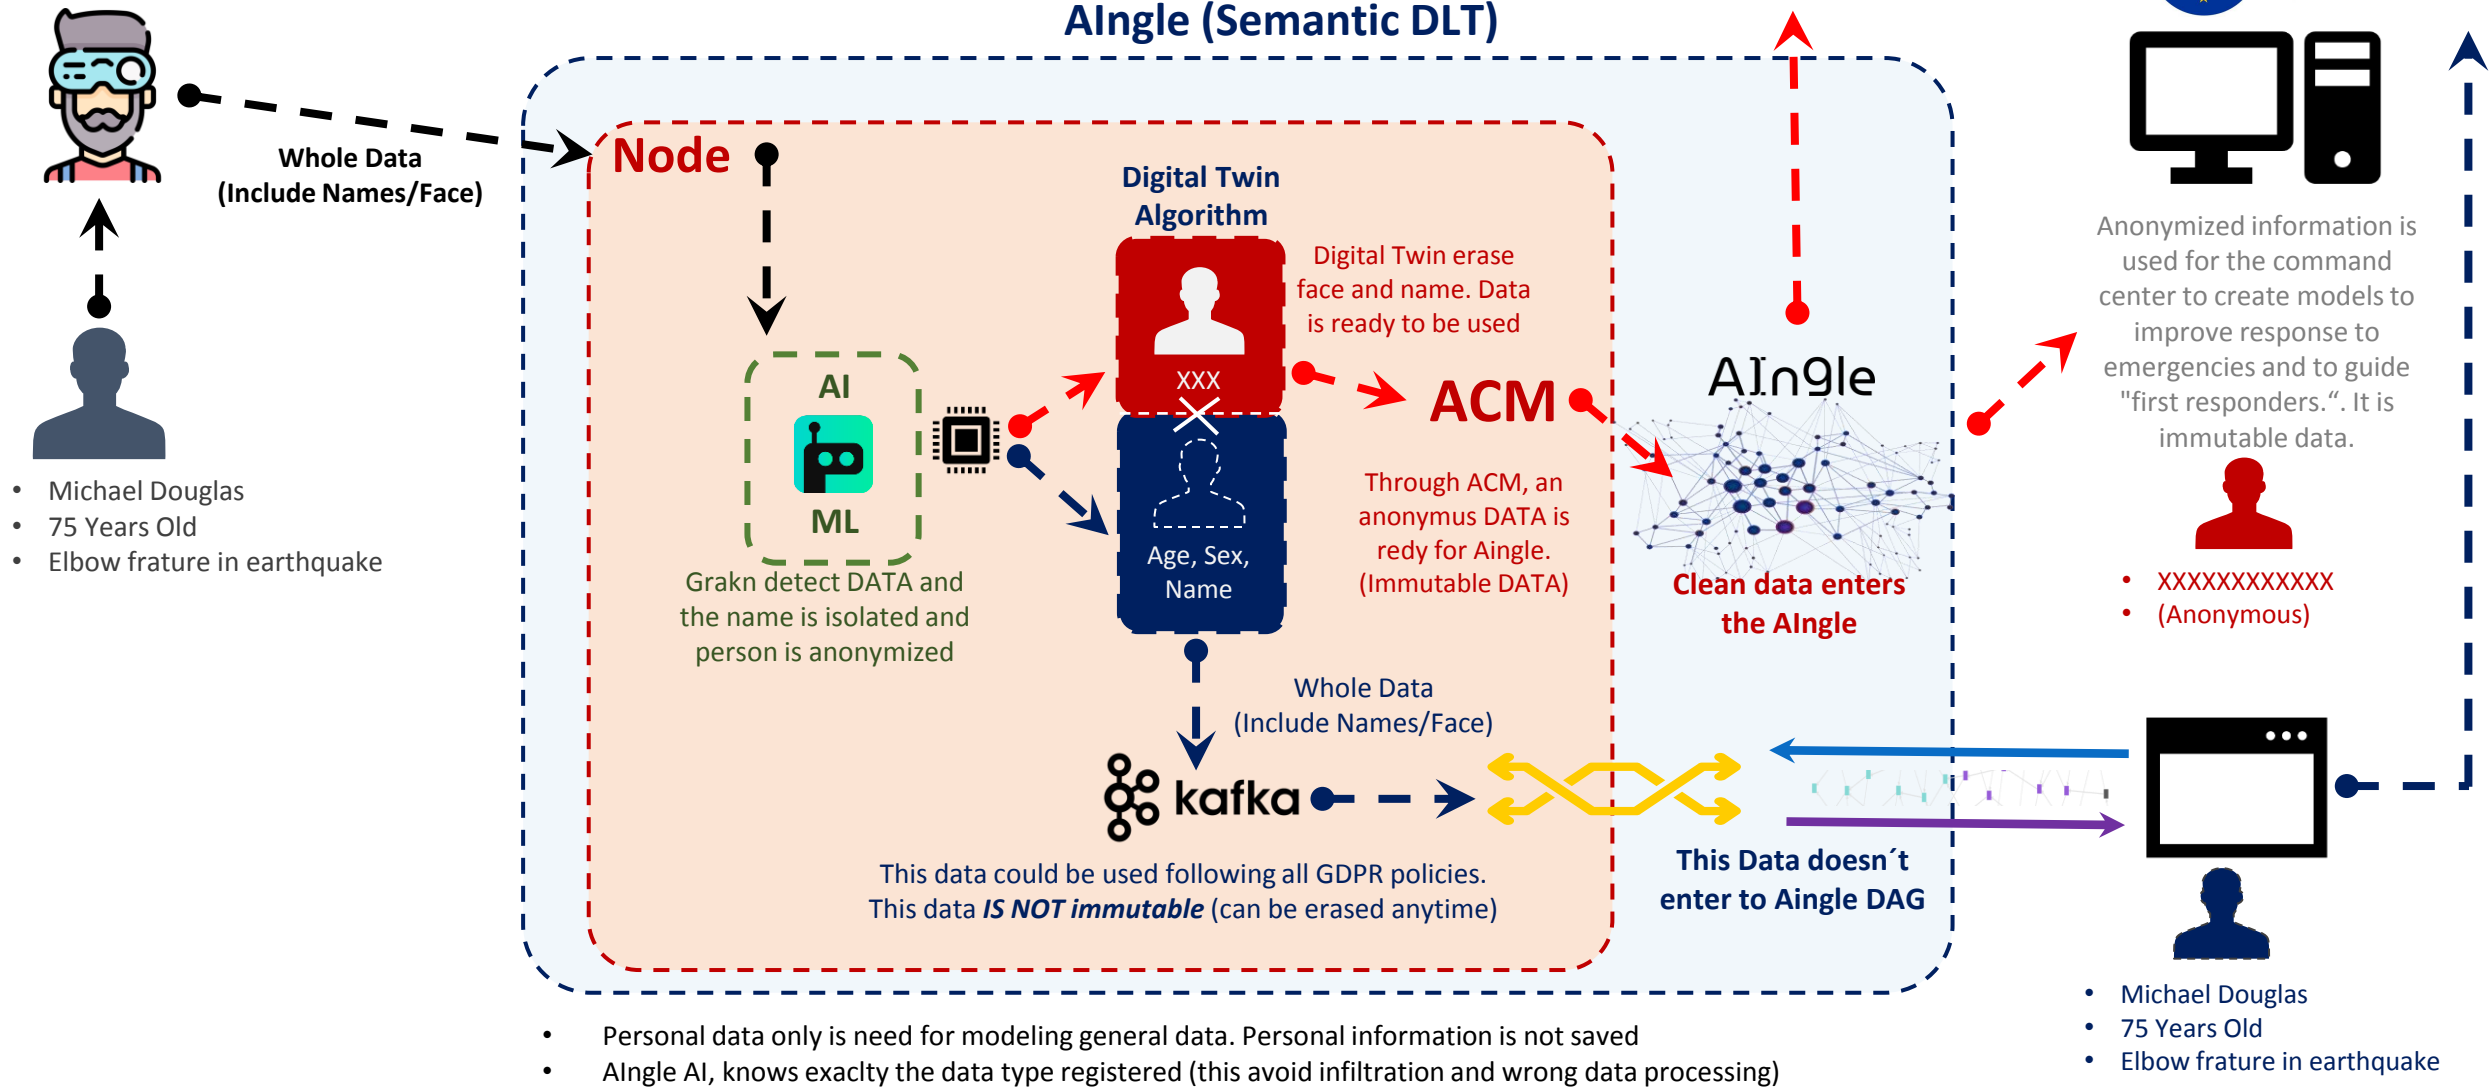 AIngle (Semantic DLT)
Whole Data
(Include Names/Face)
• Michael Douglas
• 75 Years Old
• Elbow frature in earthquake
Node
AI
ML
Grakn detect DATA and
the name is isolated and
person is anonymized
Digital Twin
Algorithm
XXX
Age, Sex,
Name
Digital Twin erase
face and name. Data
is ready to be used
ACM
Through ACM, an
anonymus DATA is
redy for Aingle.
(Immutable DATA)
Whole Data
(Include Names/Face)
kafka
This data could be used following all GDPR policies.
This data IS NOT immutable (can be erased anytime)
AIngle
Clean data enters
the AIngle
This Data doesn´t
enter to Aingle DAG
Anonymized information is
used for the command
center to create models to
improve response to
emergencies and to guide
"first responders.“. It is
immutable data.
• XXXXXXXXXXXX
• (Anonymous)
• Michael Douglas
• 75 Years Old
• Elbow frature in earthquake
• Personal data only is need for modeling general data. Personal information is not saved
• AIngle AI, knows exaclty the data type registered (this avoid infiltration and wrong data processing)